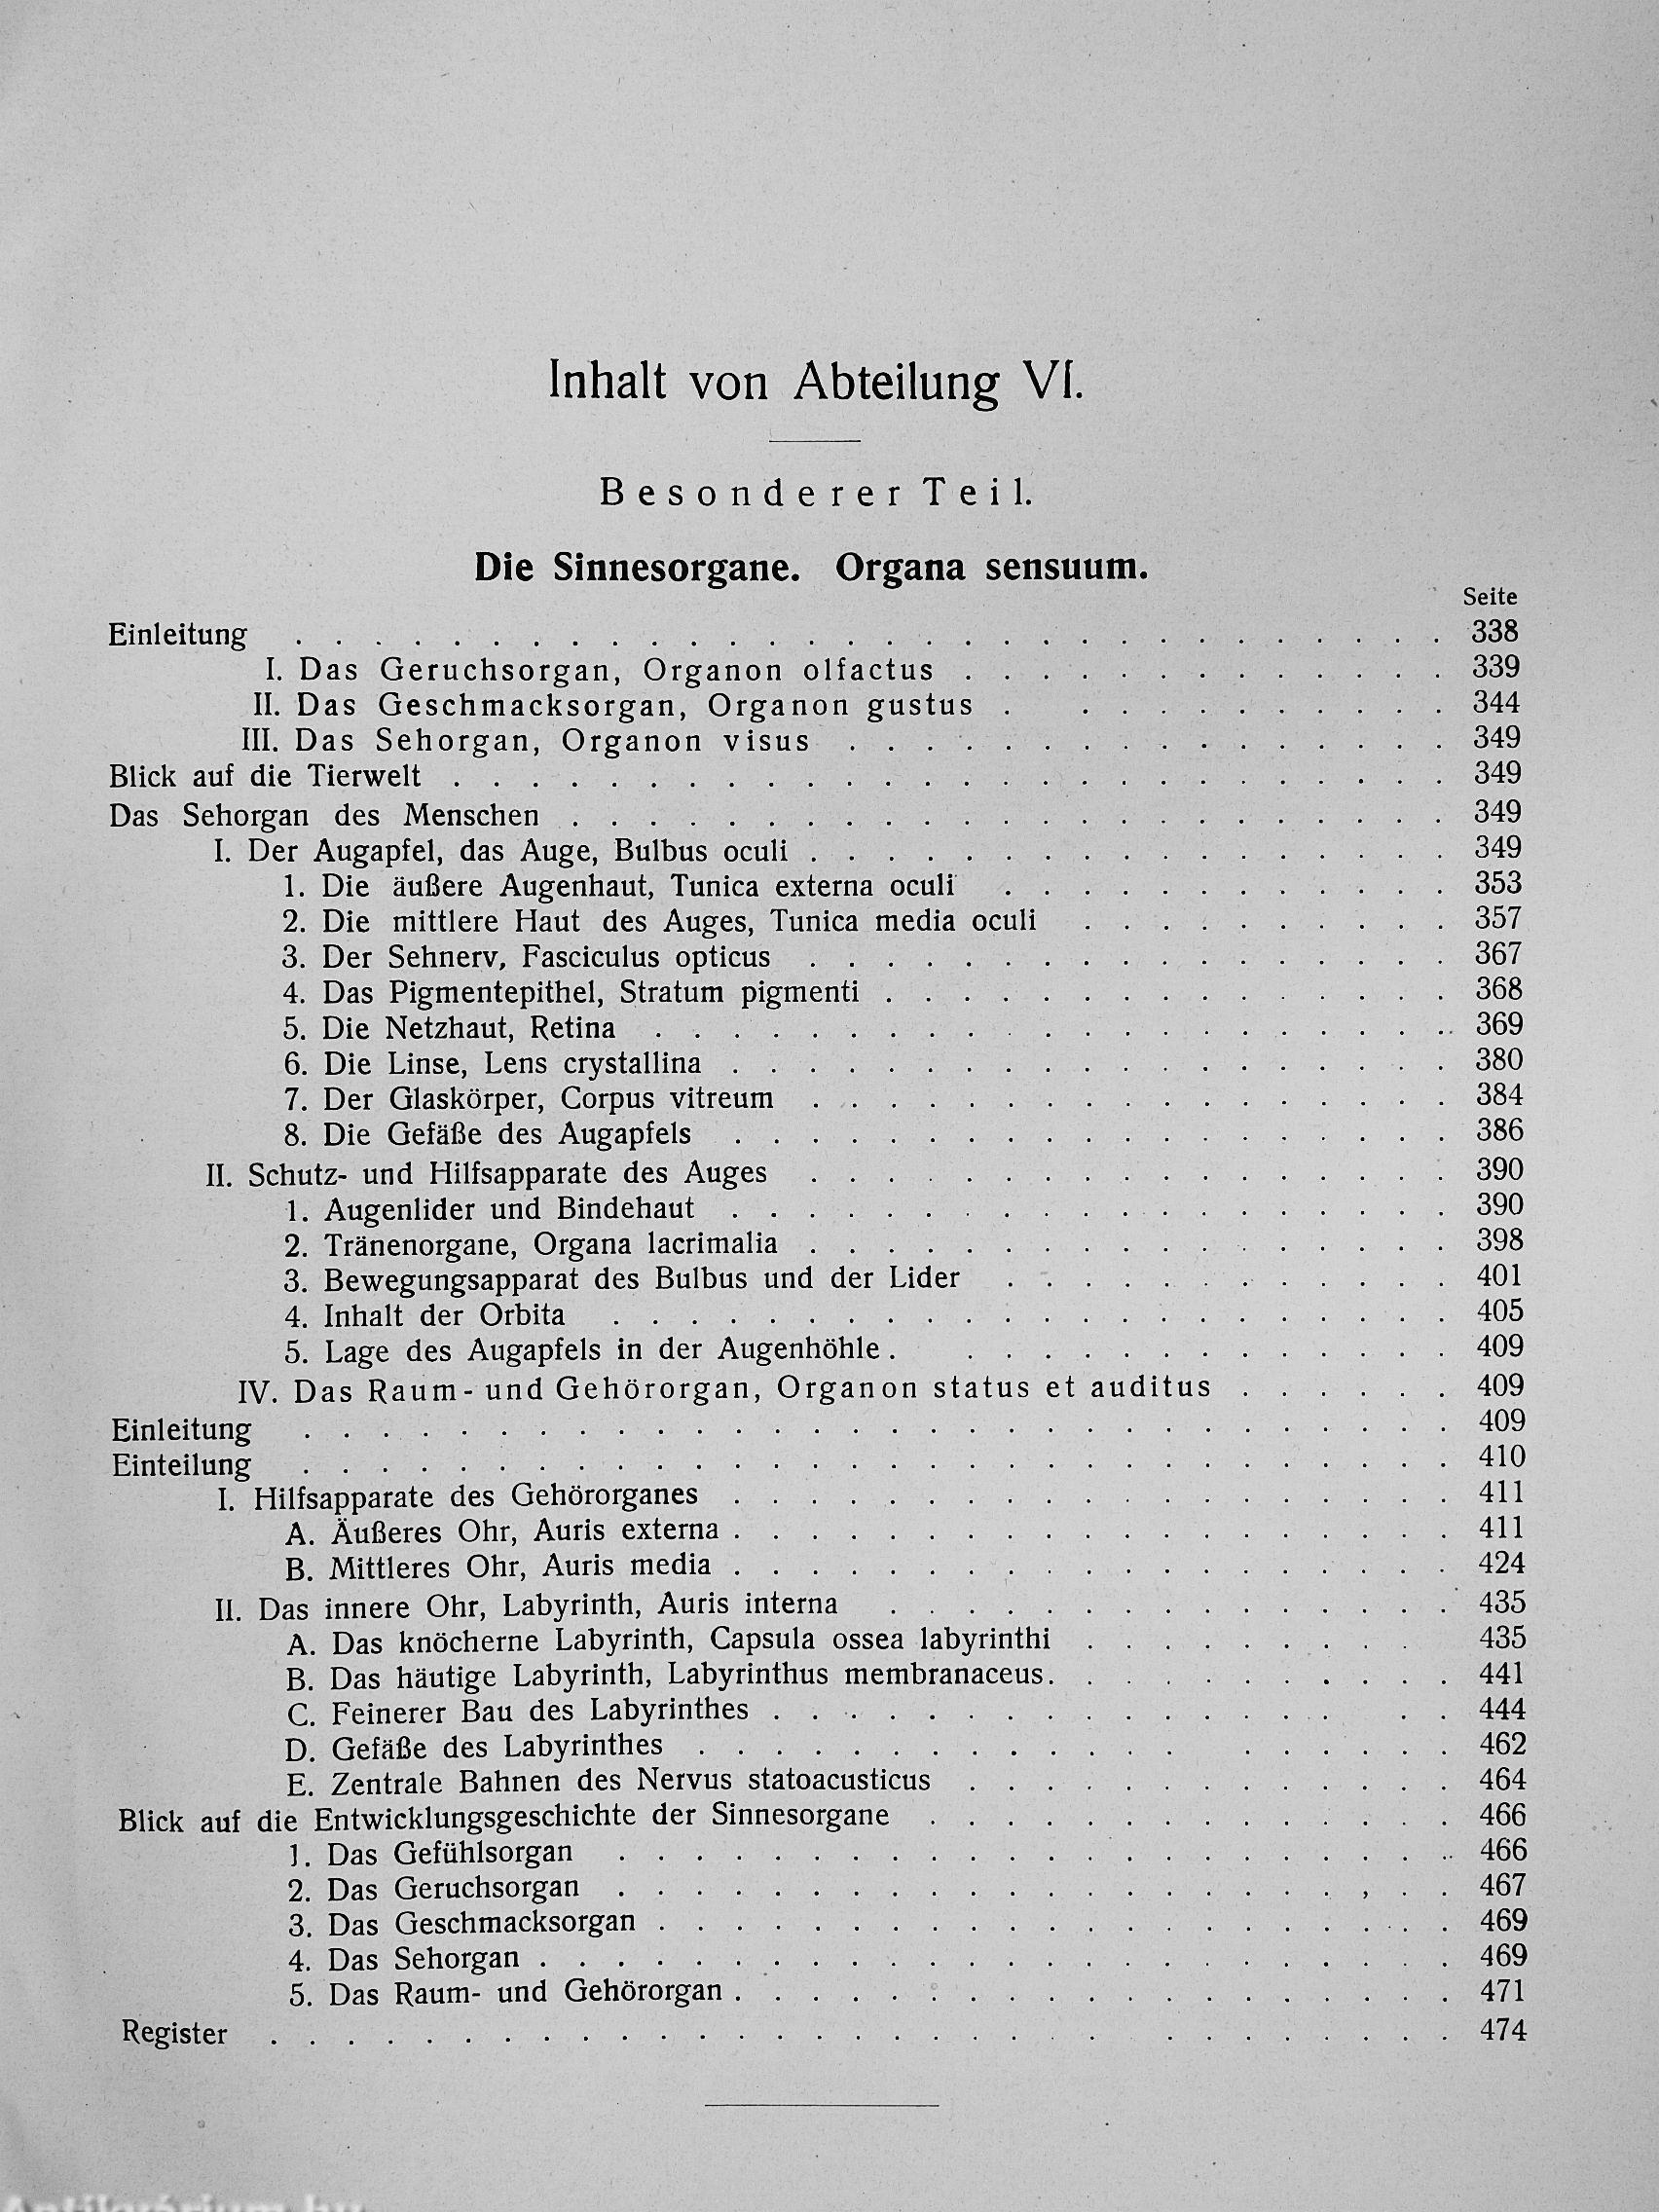 Inhalt von Abteilung VI.
Besonderer Teil.
Die Sinnesorgane. Organa sensuum.
Seite
Einleitung . . . . . . . . . . 338
I. Das Geruchsorgan, Organon olfactus . . . . . . . . . . 339
II. Das Geschmacksorgan, Organon gustus . . . . . . . . . . 344
III. Das Sehorgan, Organon visus . . . . . . . . . . 349
Blick auf die Tierwelt . . . . . . . . . . 349
Das Sehorgan des Menschen . . . . . . . . . . 349
I. Der Augapfel, das Auge, Bulbus oculi . . . . . . . . . . 349
1. Die äußere Augenhaut, Tunica externa oculi . . . . . . . . . . 353
2. Die mittlere Haut des Auges, Tunica media oculi . . . . . . . . . . 357
3. Der Sehnerv, Fasciculus opticus . . . . . . . . . . 367
4. Das Pigmentepithel, Stratum pigmenti . . . . . . . . . . 368
5. Die Netzhaut, Retina . . . . . . . . . . 369
6. Die Linse, Lens crystallina . . . . . . . . . . 380
7. Der Glaskörper, Corpus vitreum . . . . . . . . . . 384
8. Die Gefäße des Augapfels . . . . . . . . . . 386
II. Schutz- und Hilfsapparate des Auges . . . . . . . . . . 390
1. Augenlider und Bindehaut . . . . . . . . . . 390
2. Tränenorgane, Organa lacrimalia . . . . . . . . . . 398
3. Bewegungsapparat des Bulbus und der Lider . . . . . . . . . . 401
4. Inhalt der Orbita . . . . . . . . . . 405
5. Lage des Augapfels in der Augenhöhle . . . . . . . . . . 409
IV. Das Raum- und Gehörorgan, Organon status et auditus . . . . . . 409
Einleitung . . . . . . . . . . 409
Einteilung . . . . . . . . . . 410
I. Hilfsapparate des Gehörorganes . . . . . . . . . . 411
A. Äußeres Ohr, Auris externa . . . . . . . . . . 411
B. Mittleres Ohr, Auris media . . . . . . . . . . 424
II. Das innere Ohr, Labyrinth, Auris interna . . . . . . . . . . 435
A. Das knöcherne Labyrinth, Capsula ossea labyrinthi . . . . . . . . . 435
B. Das häutige Labyrinth, Labyrinthus membranaceus . . . . . . . . . . 441
C. Feinerer Bau des Labyrinthes . . . . . . . . . . 444
D. Gefäße des Labyrinthes . . . . . . . . . . 462
E. Zentrale Bahnen des Nervus statoacusticus . . . . . . . . . . 464
Blick auf die Entwicklungsgeschichte der Sinnesorgane . . . . . . . . . . 466
1. Das Gefühlsorgan . . . . . . . . . . 466
2. Das Geruchsorgan . . . . . . . . . . 467
3. Das Geschmacksorgan . . . . . . . . . . 469
4. Das Sehorgan . . . . . . . . . . 469
5. Das Raum- und Gehörorgan . . . . . . . . . . 471
Register . . . . . . . . . . 474